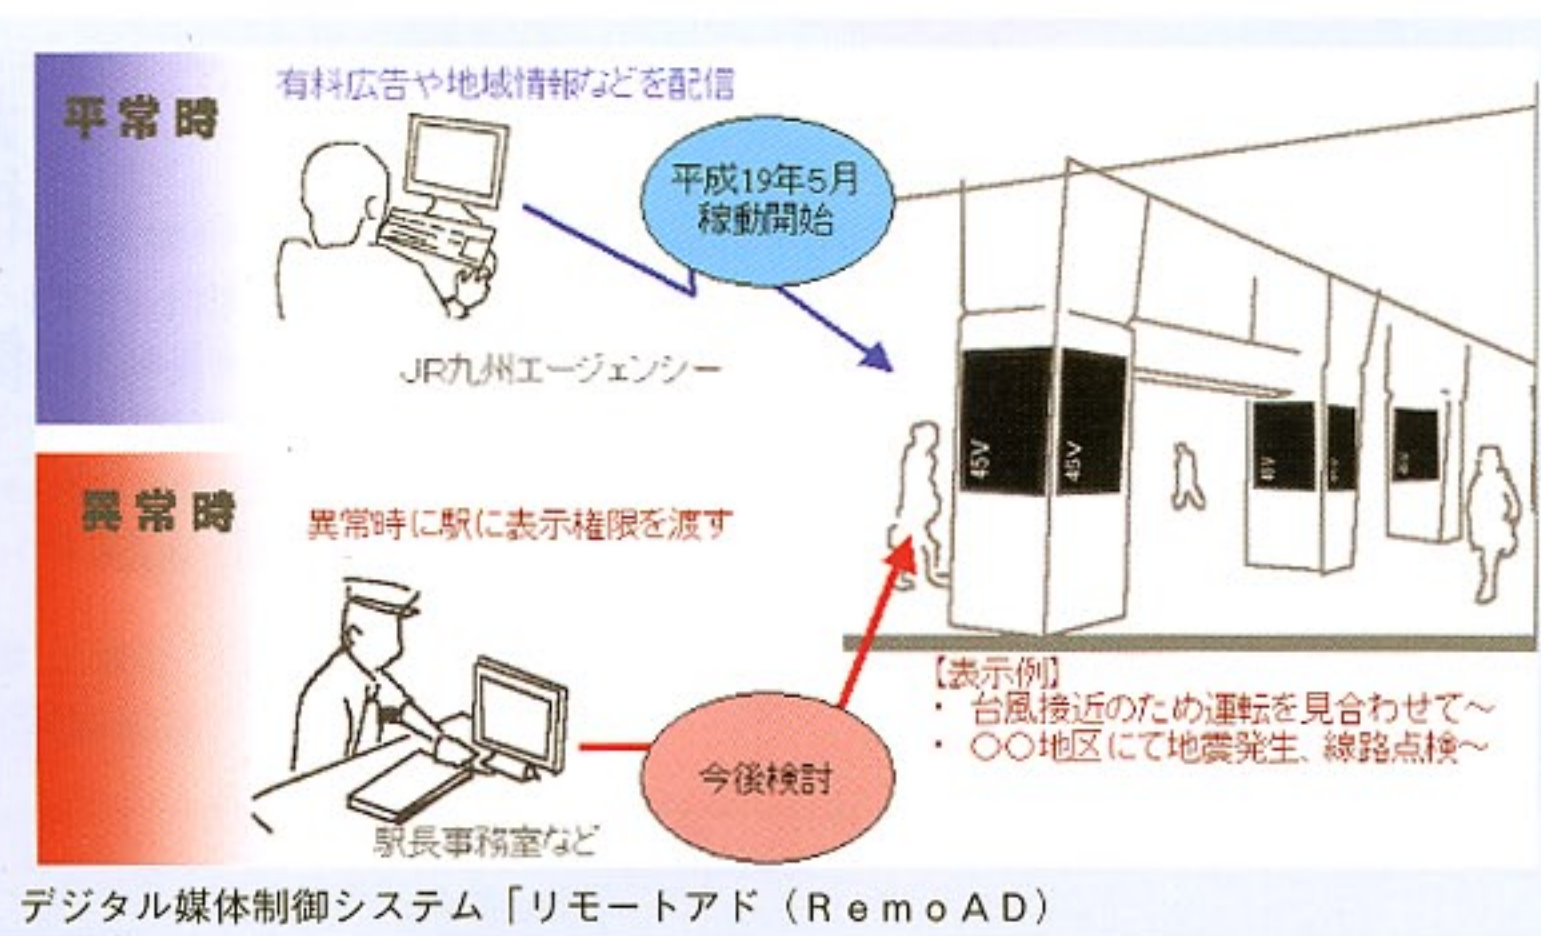 平常時
有料広告や地域情報などを配信
平成19年5月
稼動開始
JR九州エージェンシー
45V
45V
異常時
異常時に駅に表示権限を渡す
【表示例】
・ 台風接近のため運転を見合わせて～
・ 〇〇地区にて地震発生、線路点検～
今後検討
駅長事務室など
デジタル媒体制御システム「リモートアド（ＲｅｍｏＡＤ）